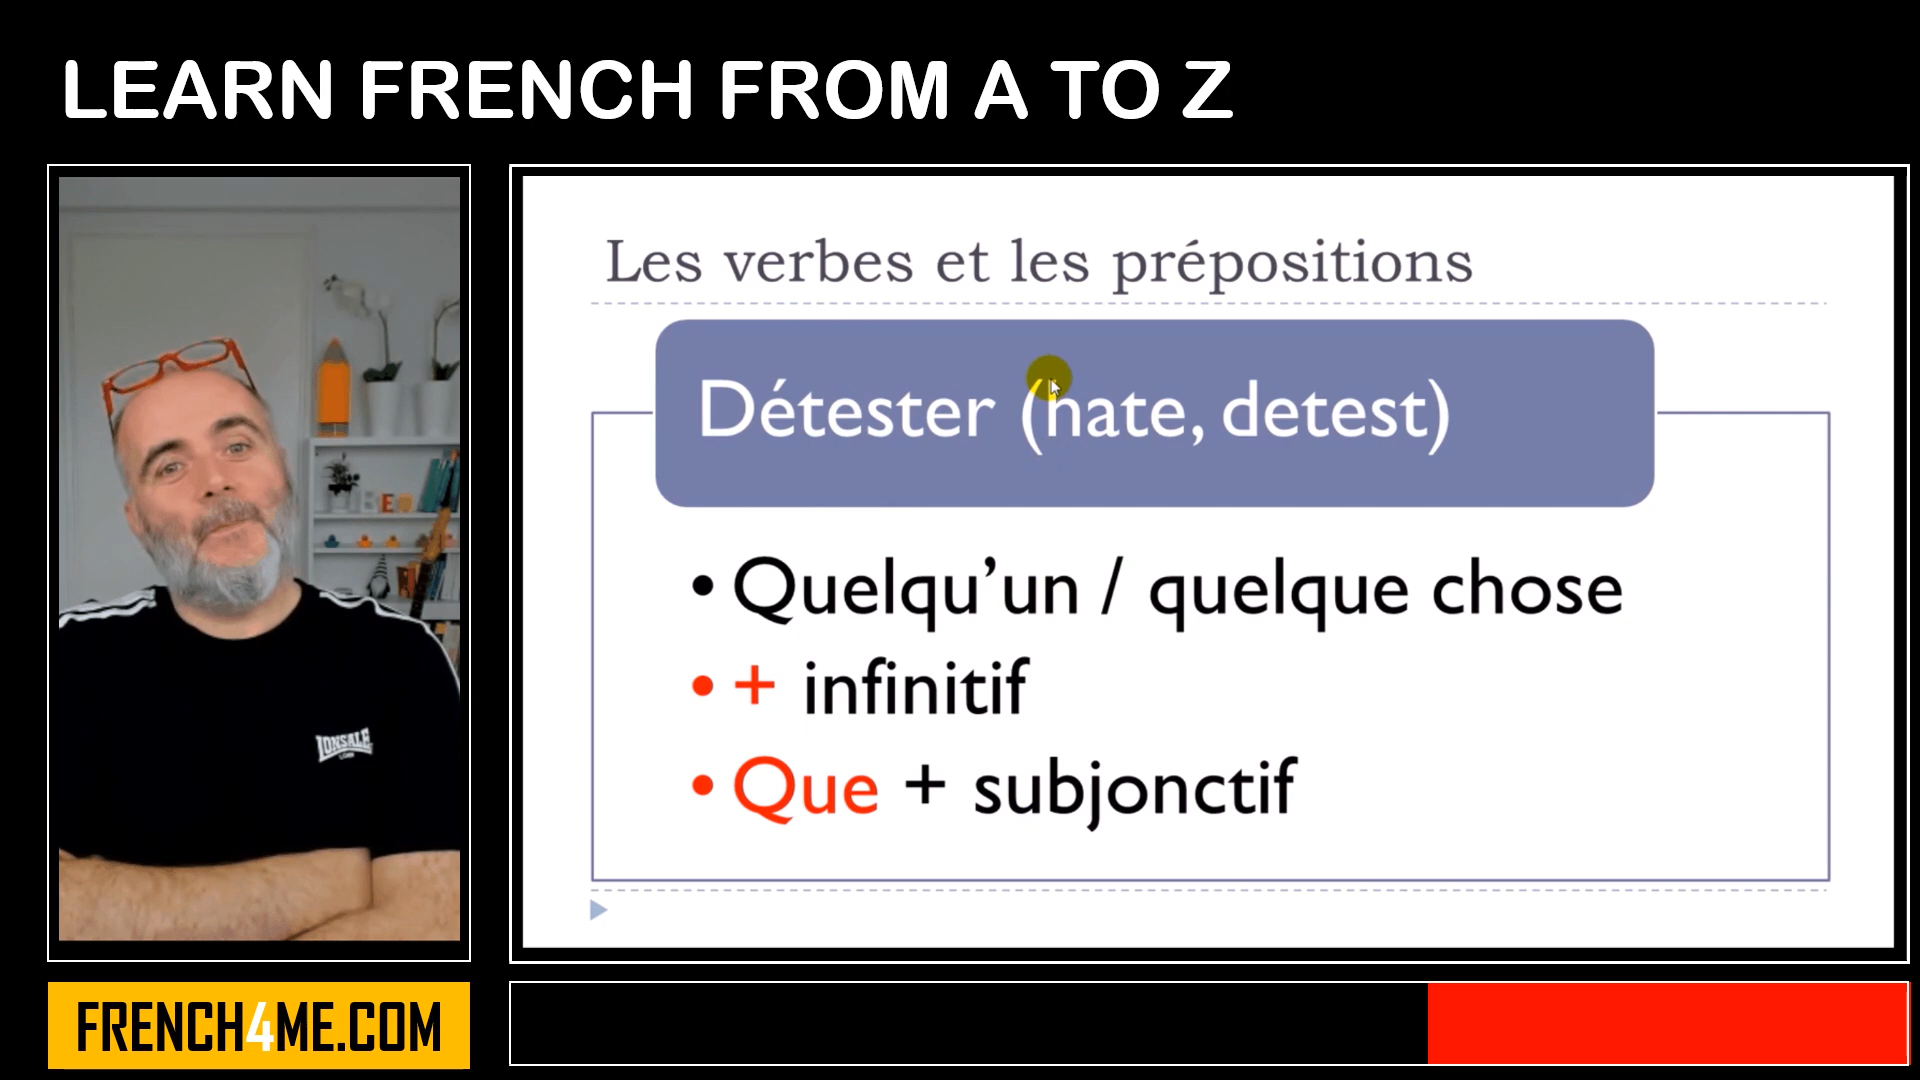 LEARN FRENCH FROM A TO Z
Les verbes et les prépositions
Détester (hate, detest)
• Quelqu’un / quelque chose
• + infinitif
• Que + subjonctif
LONSDALE
FRENCH4ME.COM